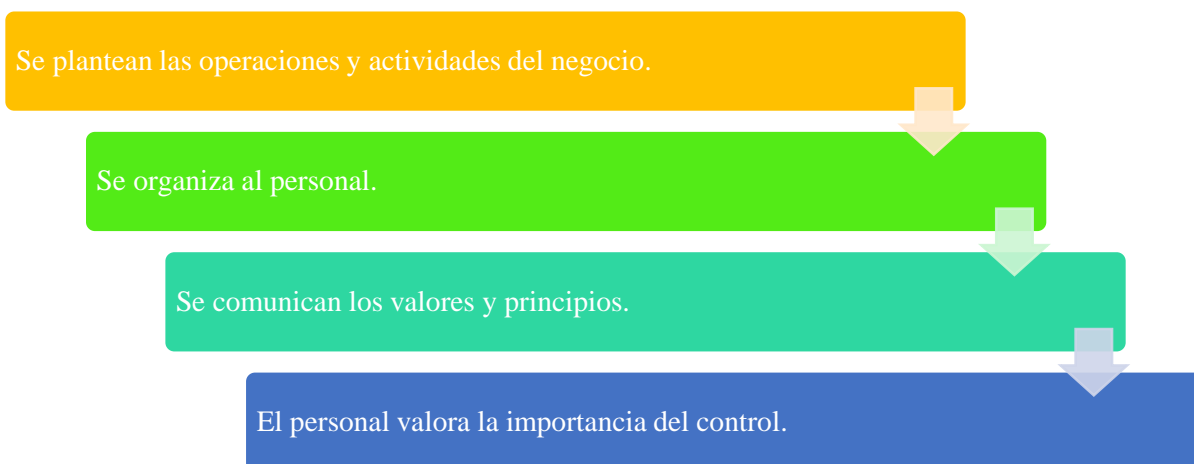 Se plantean las operaciones y actividades del negocio.
Se organiza al personal.
Se comunican los valores y principios.
El personal valora la importancia del control.